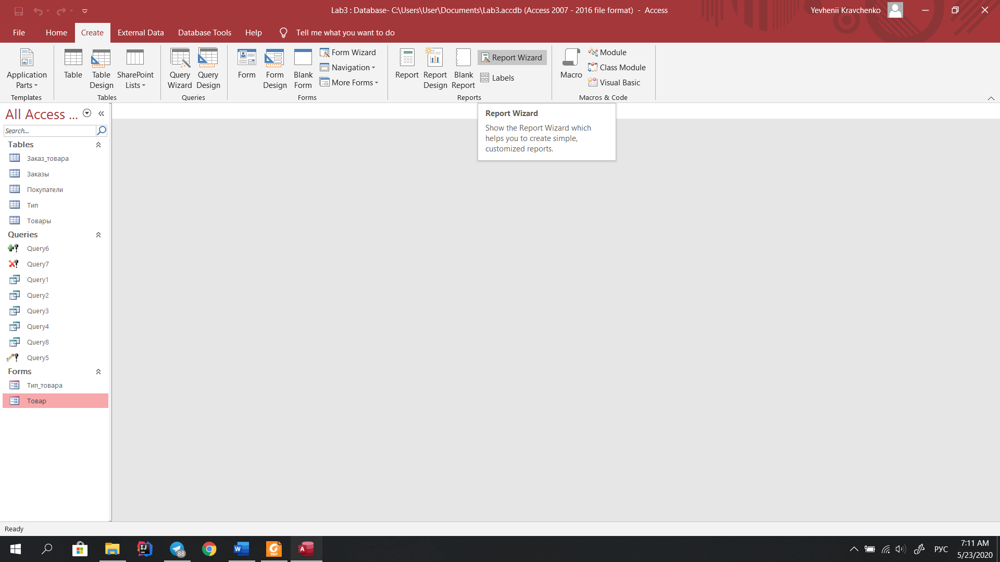 Lab3 : Database- C:\Users\User\Documents\Lab3.accdb (Access 2007 - 2016 file format)  -  Access
Yevhenii Kravchenko
File Home Create External Data Database Tools Help Tell me what you want to do
Application Parts
Templates
Table
Table Design
SharePoint Lists
Tables
Query Wizard
Query Design
Queries
Form
Form Design
Blank Form
Form Wizard
Navigation
More Forms
Forms
Report
Report Design
Blank Report
Report Wizard
Labels
Reports
Macro
Module
Class Module
Visual Basic
Macros & Code
All Access ...
Search...
Tables
Заказ_товара
Заказы
Покупатели
Тип
Товары
Queries
Query6
Query7
Query1
Query2
Query3
Query4
Query8
Query5
Forms
Тип_товара
Товар
Report Wizard
Show the Report Wizard which
helps you to create simple,
customized reports.
Ready
IJ
88
W
PDF
A
РУС
7:11 AM
5/23/2020